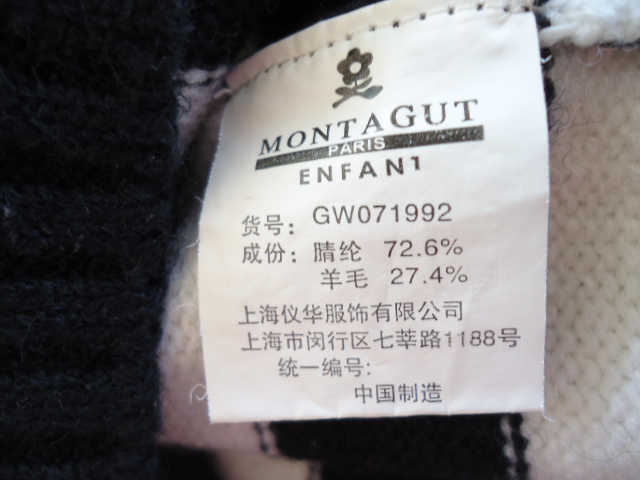 MONTAGUT
PARIS
ENFANT
货号: GW071992
成份: 腈纶 72.6%
羊毛 27.4%
上海仪华服饰有限公司
上海市闵行区七莘路1188号
统一编号:
中国制造